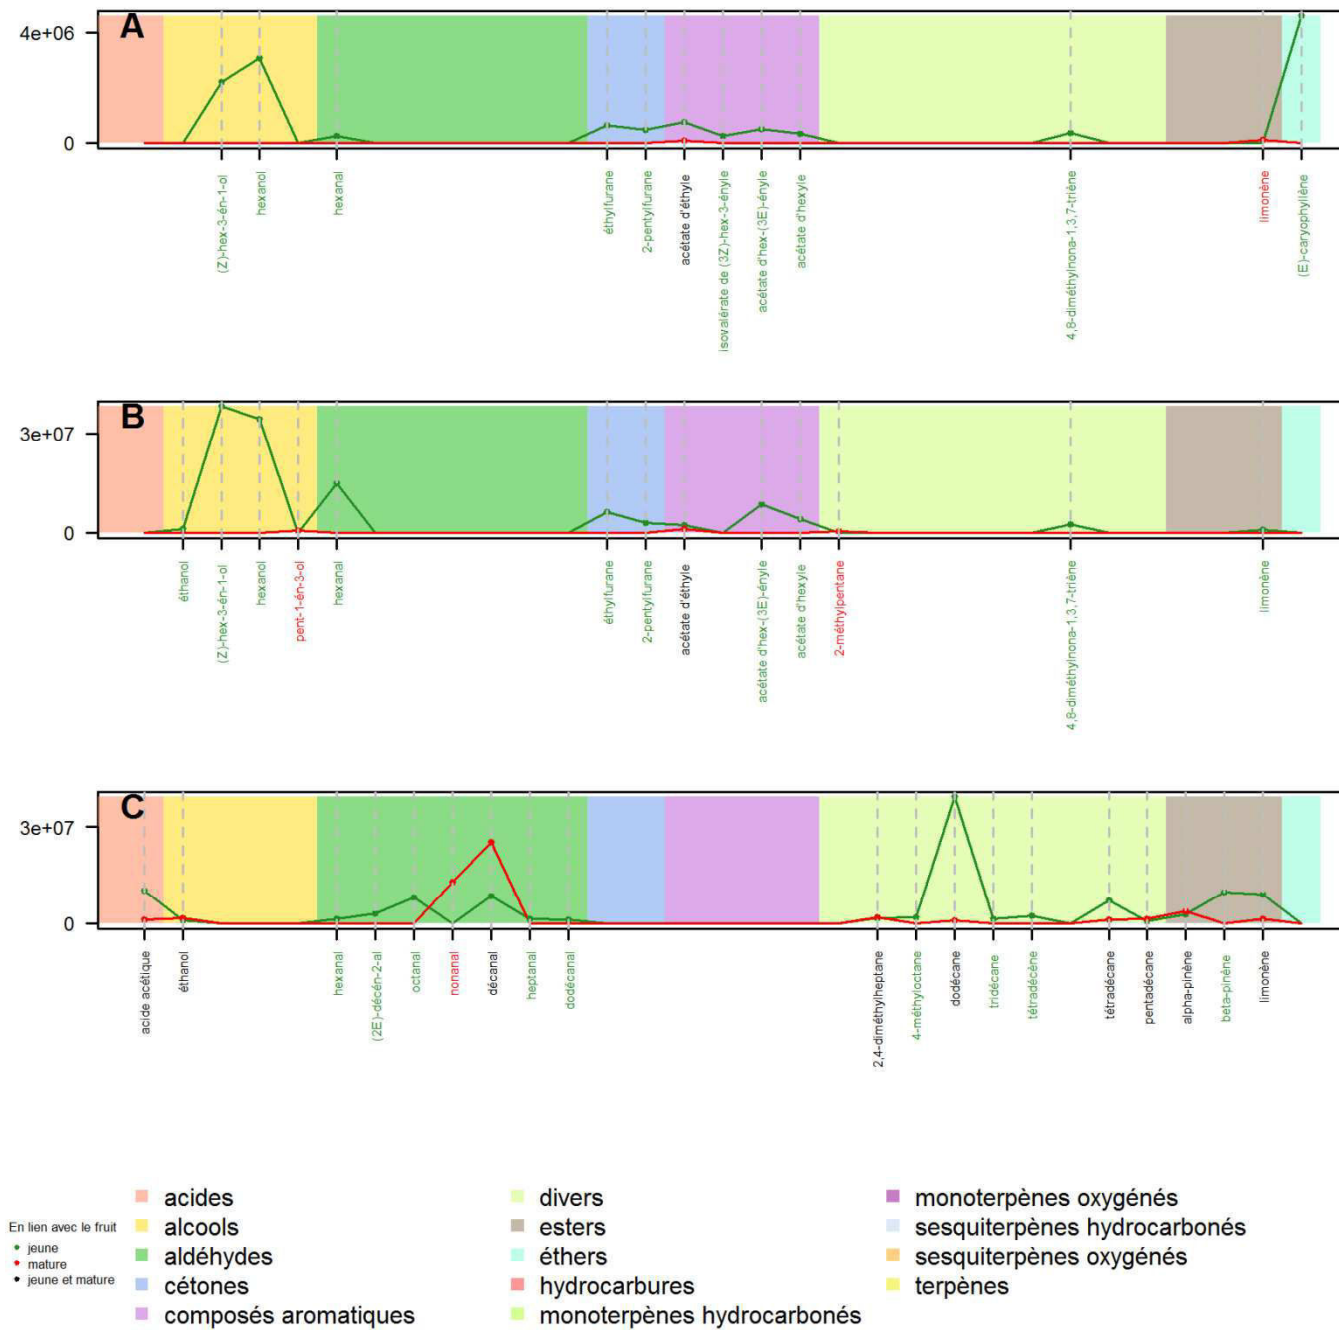 A
4e+06
0
(Z)-hex-3-én-1-ol
hexanol
hexanal
éthylfurane
2-pentylfurane
acétate d'éthyle
isovalérate de (3Z)-hex-3-ényle
acétate d'hex-(3E)-ényle
acétate d'hexyle
4,8-diméthylnona-1,3,7-triène
limonène
(E)-caryophyllène
B
3e+07
0
éthanol
(Z)-hex-3-én-1-ol
hexanol
pent-1-én-3-ol
hexanal
éthylfurane
2-pentylfurane
acétate d'éthyle
acétate d'hex-(3E)-ényle
acétate d'hexyle
2-méthylpentane
4,8-diméthylnona-1,3,7-triène
limonène
C
3e+07
0
acide acétique
éthanol
hexanal
(2E)-décén-2-al
octanal
nonanal
décanal
heptanal
dodécanal
2,4-diméthylheptane
4-méthyloctane
dodécane
tridécane
tétradécène
tétradécane
pentadécane
alpha-pinène
beta-pinène
limonène
En lien avec le fruit
jeune
mature
jeune et mature
acides
alcools
aldéhydes
cétones
composés aromatiques
divers
esters
éthers
hydrocarbures
monoterpènes hydrocarbonés
monoterpènes oxygénés
sesquiterpènes hydrocarbonés
sesquiterpènes oxygénés
terpènes